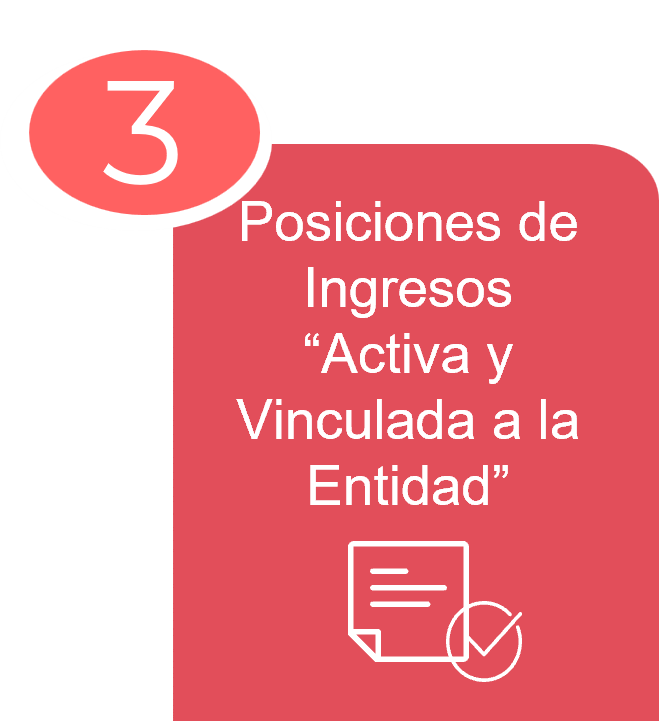 3
Posiciones de
Ingresos
“Activa y
Vinculada a la
Entidad”